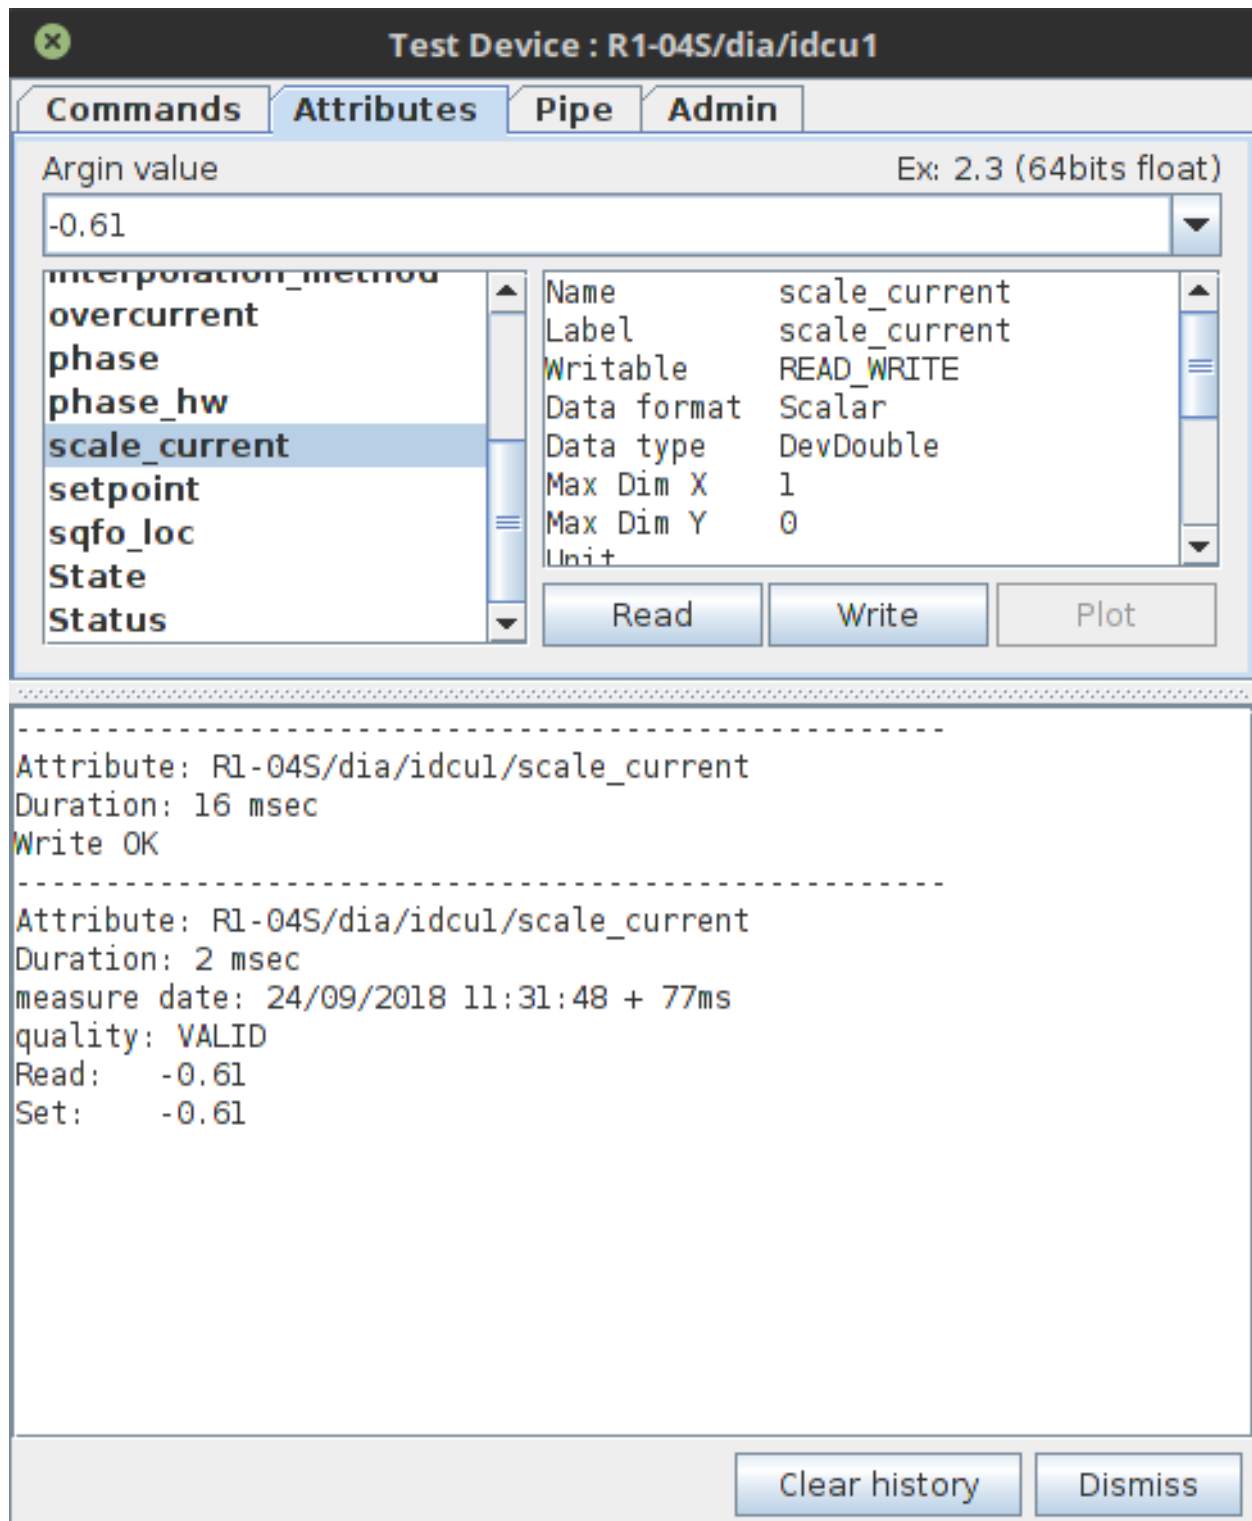 Test Device : R1-04S/dia/idcu1
Commands Attributes Pipe Admin
Argin value Ex: 2.3 (64bits float)
-0.61
interpolation_method
overcurrent
phase
phase_hw
scale_current
setpoint
sqfo_loc
State
Status
Name scale_current
Label scale_current
Writable READ_WRITE
Data format Scalar
Data type DevDouble
Max Dim X 1
Max Dim Y 0
Unit
Read Write Plot
----------------------------------------------------
Attribute: R1-04S/dia/idcu1/scale_current
Duration: 16 msec
Write OK
----------------------------------------------------
Attribute: R1-04S/dia/idcu1/scale_current
Duration: 2 msec
measure date: 24/09/2018 11:31:48 + 77ms
quality: VALID
Read: -0.61
Set: -0.61
Clear history Dismiss